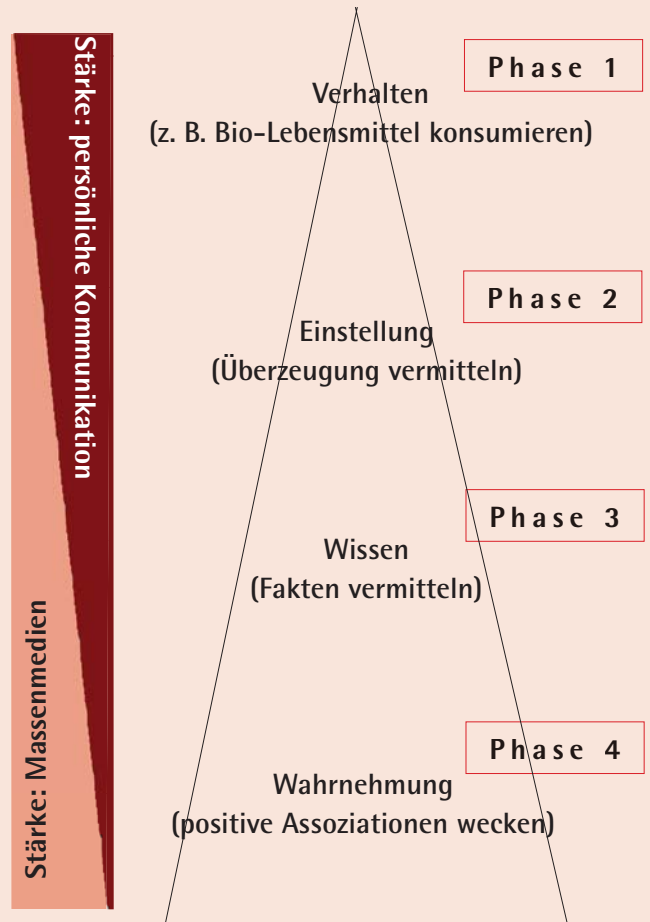 Stärke: persönliche Kommunikation
Stärke: Massenmedien
Phase 1
Verhalten
(z. B. Bio-Lebensmittel konsumieren)
Phase 2
Einstellung
(Überzeugung vermitteln)
Phase 3
Wissen
(Fakten vermitteln)
Phase 4
Wahrnehmung
(positive Assoziationen wecken)